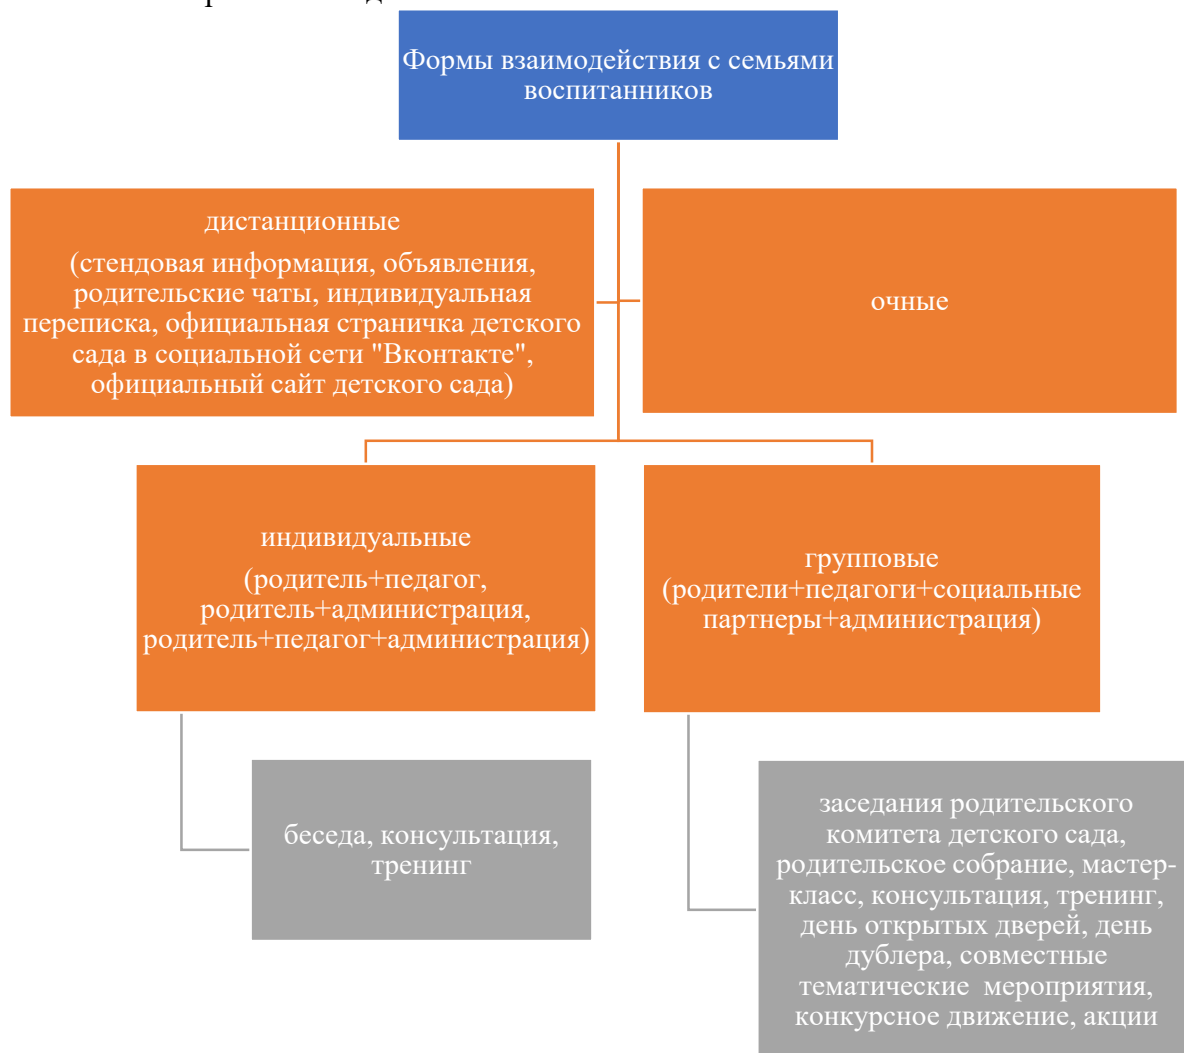 Формы взаимодействия с семьями
воспитанников
дистанционные
(стендовая информация, объявления,
родительские чаты, индивидуальная
переписка, официальная страничка детского
сада в социальной сети "Вконтакте",
официальный сайт детского сада)
очные
индивидуальные
(родитель+педагог,
родитель+администрация,
родитель+педагог+администрация)
групповые
(родители+педагоги+социальные
партнеры+администрация)
беседа, консультация,
тренинг
заседания родительского
комитета детского сада,
родительское собрание, мастер-
класс, консультация, тренинг,
день открытых дверей, день
дублера, совместные
тематические  мероприятия,
конкурсное движение, акции